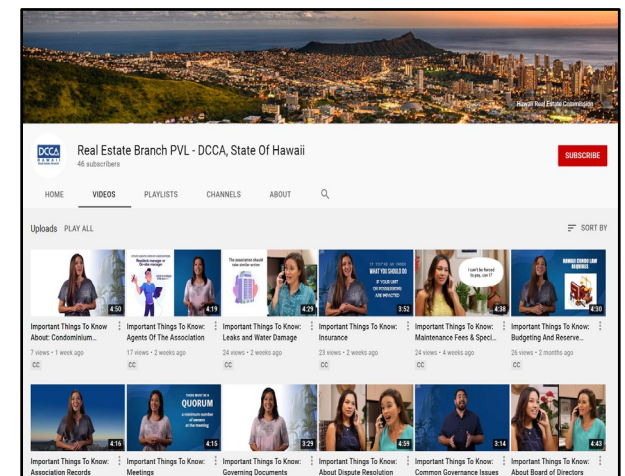 Hawaii Real Estate Commission
DCCA
HAWAII
Real Estate Branch PVL - DCCA, State Of Hawaii
46 subscribers
SUBSCRIBE
HOME VIDEOS PLAYLISTS CHANNELS ABOUT
Uploads PLAY ALL
SORT BY
4:50
Resident manager or
On-site manager
4:19
The association should
take similar action
4:29
WHAT YOU SHOULD DO
IF YOUR UNIT
OR POSSESSIONS
ARE IMPACTED
3:52
I can't be forced
to pay, can I?
4:38
HAWAII CONDO LAW
REQUIRES
4:30
Important Things To Know
About: Condominium...
7 views • 1 week ago
CC
Important Things To Know:
Agents Of The Association
17 views • 2 weeks ago
CC
Important Things To Know:
Leaks and Water Damage
24 views • 2 weeks ago
CC
Important Things To Know:
Insurance
23 views • 2 weeks ago
CC
Important Things To Know:
Maintenance Fees & Speci...
24 views • 4 weeks ago
CC
Important Things To Know:
Budgeting And Reserve...
26 views • 2 months ago
CC
4:16
THERE MUST BE A
QUORUM
a minimum number
of owners
at the meeting
4:15
3:29
4:59
3:14
4:43
Important Things To Know:
Association Records
Important Things To Know:
Meetings
Important Things To Know:
Governing Documents
Important Things To Know:
About Dispute Resolution
Important Things To Know:
Common Governance Issues
Important Things To Know:
About Board of Directors